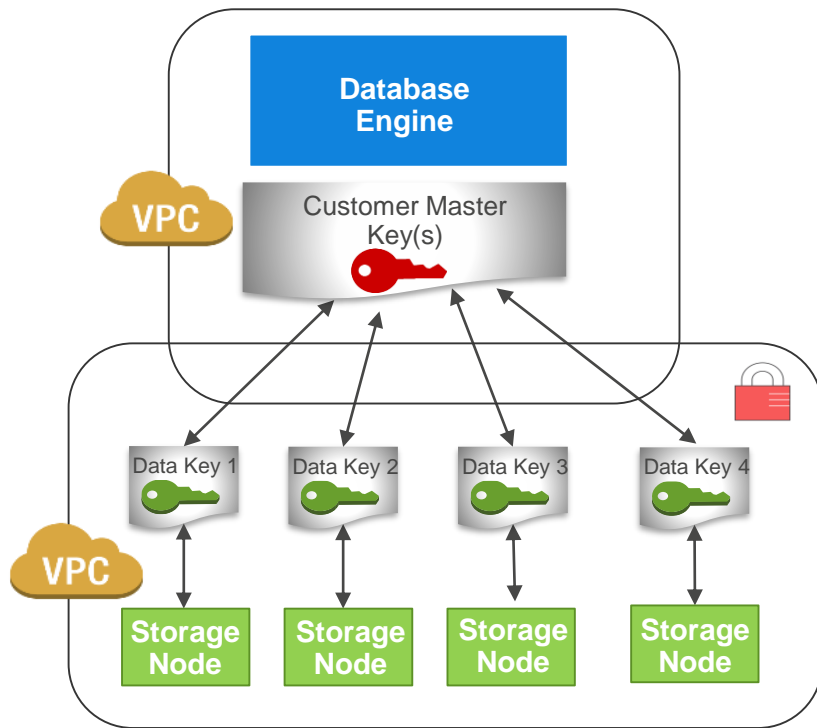 Database
Engine
VPC
Customer Master
Key(s)
Data Key 1
Data Key 2
Data Key 3
Data Key 4
VPC
Storage
Node
Storage
Node
Storage
Node
Storage
Node